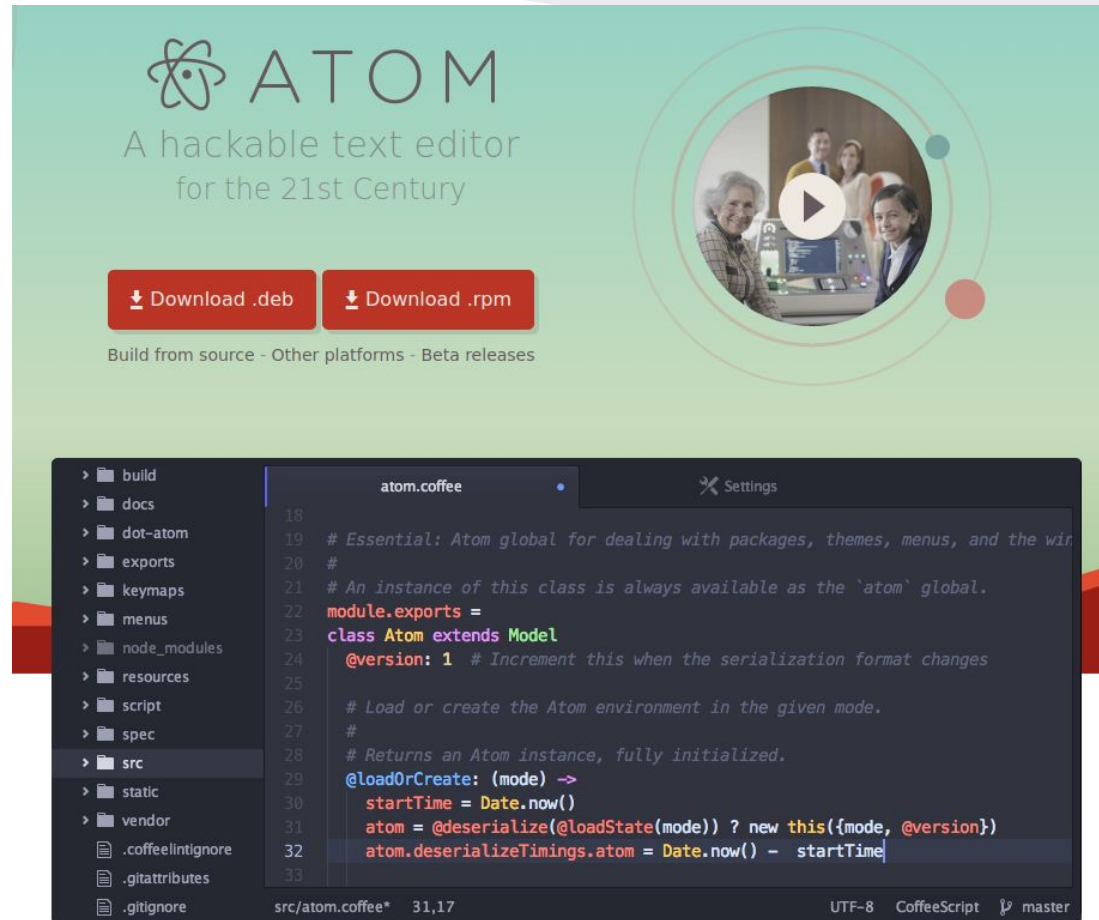 ATOM
A hackable text editor
for the 21st Century
Download .deb
Download .rpm
Build from source - Other platforms - Beta releases
build
docs
dot-atom
exports
keymaps
menus
node_modules
resources
script
spec
src
static
vendor
.coffeelintignore
.gitattributes
.gitignore
atom.coffee
Settings
18
19 # Essential: Atom global for dealing with packages, themes, menus, and the win
20 #
21 # An instance of this class is always available as the `atom` global.
22 module.exports =
23 class Atom extends Model
24 @version: 1 # Increment this when the serialization format changes
25
26 # Load or create the Atom environment in the given mode.
27 #
28 # Returns an Atom instance, fully initialized.
29 @loadOrCreate: (mode) ->
30 startTime = Date.now()
31 atom = @deserialize(@loadState(mode)) ? new this({mode, @version})
32 atom.deserializeTimings.atom = Date.now() - startTime
33
src/atom.coffee* 31,17 UTF-8 CoffeeScript master